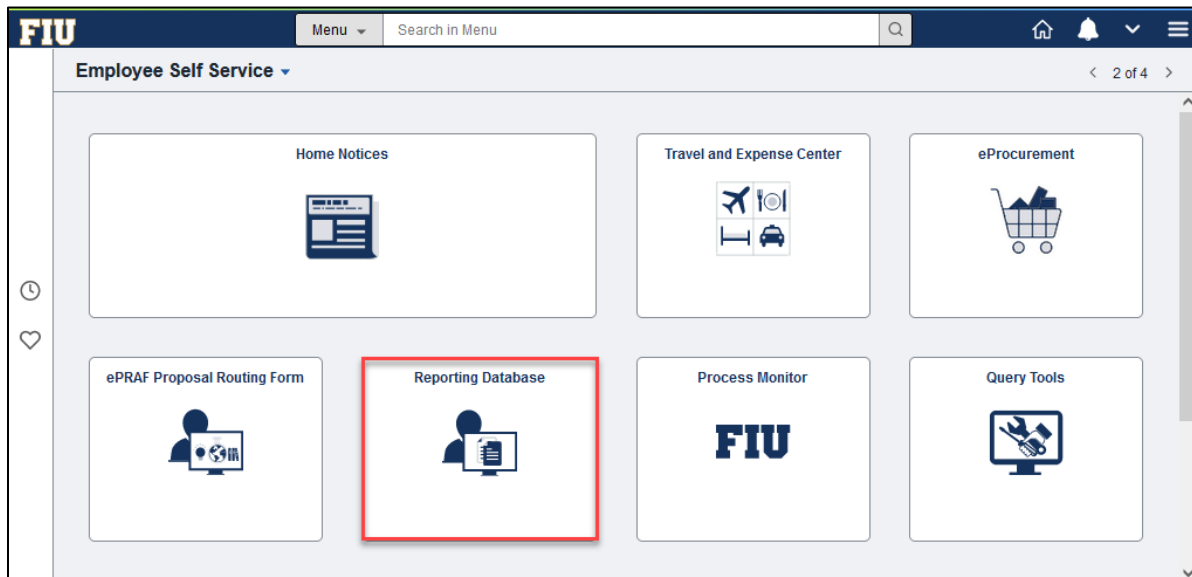 FIU
Menu
Search in Menu
Employee Self Service
2 of 4
Home Notices
Travel and Expense Center
eProcurement
ePRAF Proposal Routing Form
Reporting Database
Process Monitor
FIU
Query Tools